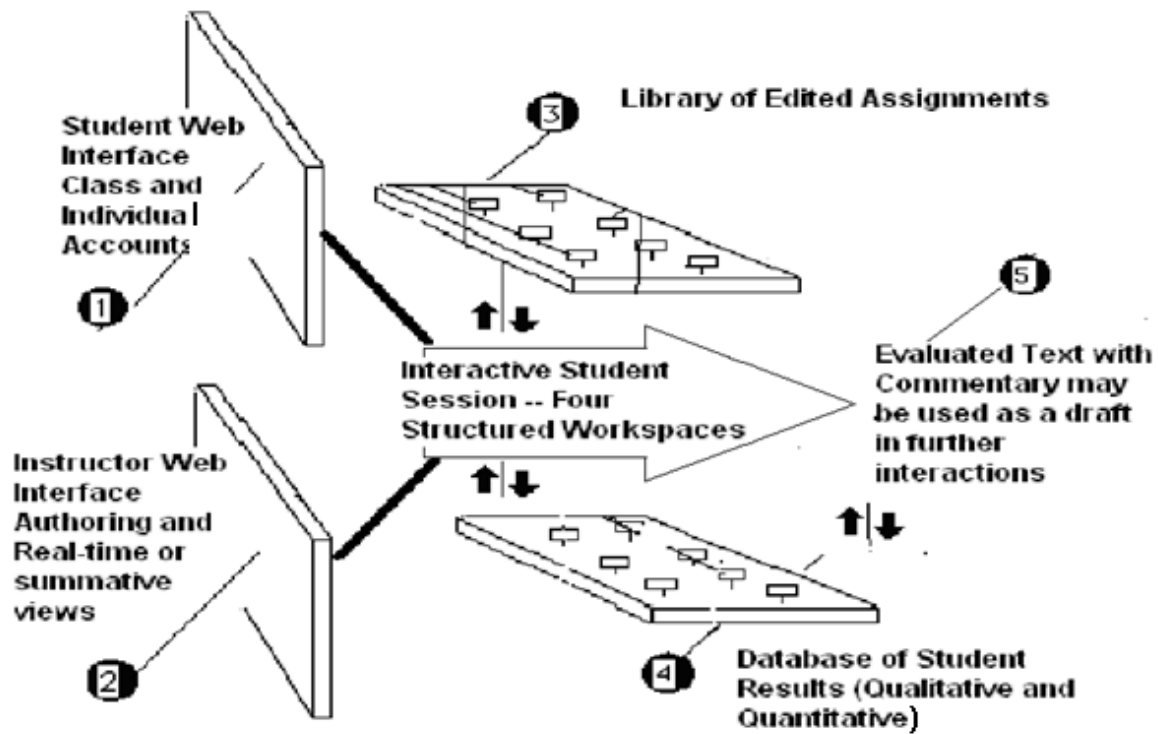 Student Web
Interface
Class and
Individual
Accounts
1
3
Library of Edited Assignments
Interactive Student
Session -- Four
Structured Workspaces
5
Evaluated Text with
Commentary may
be used as a draft
in further
interactions
Instructor Web
Interface
Authoring and
Real-time or
summative
views
2
4
Database of Student
Results (Qualitative and
Quantitative)